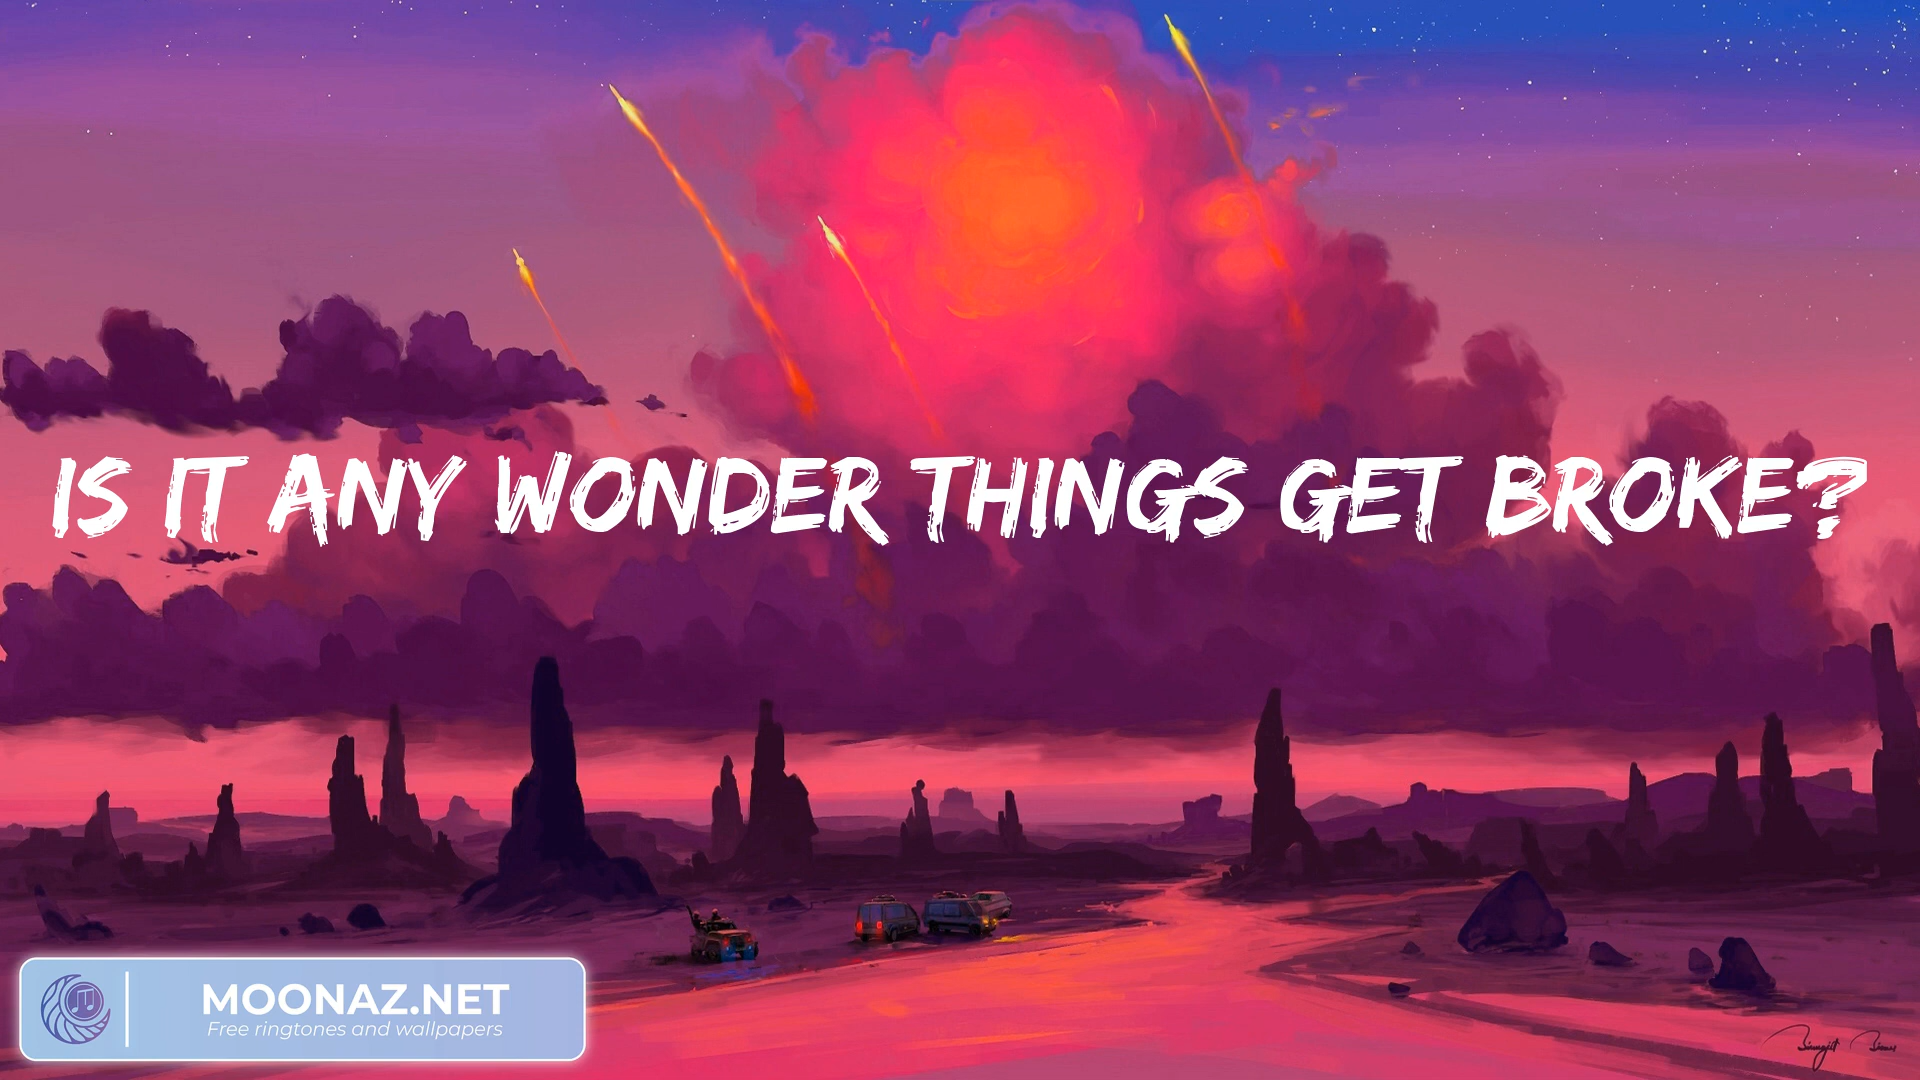 IS IT ANY WONDER THINGS GET BROKE?
MOONAZ.NET
Free ringtones and wallpapers